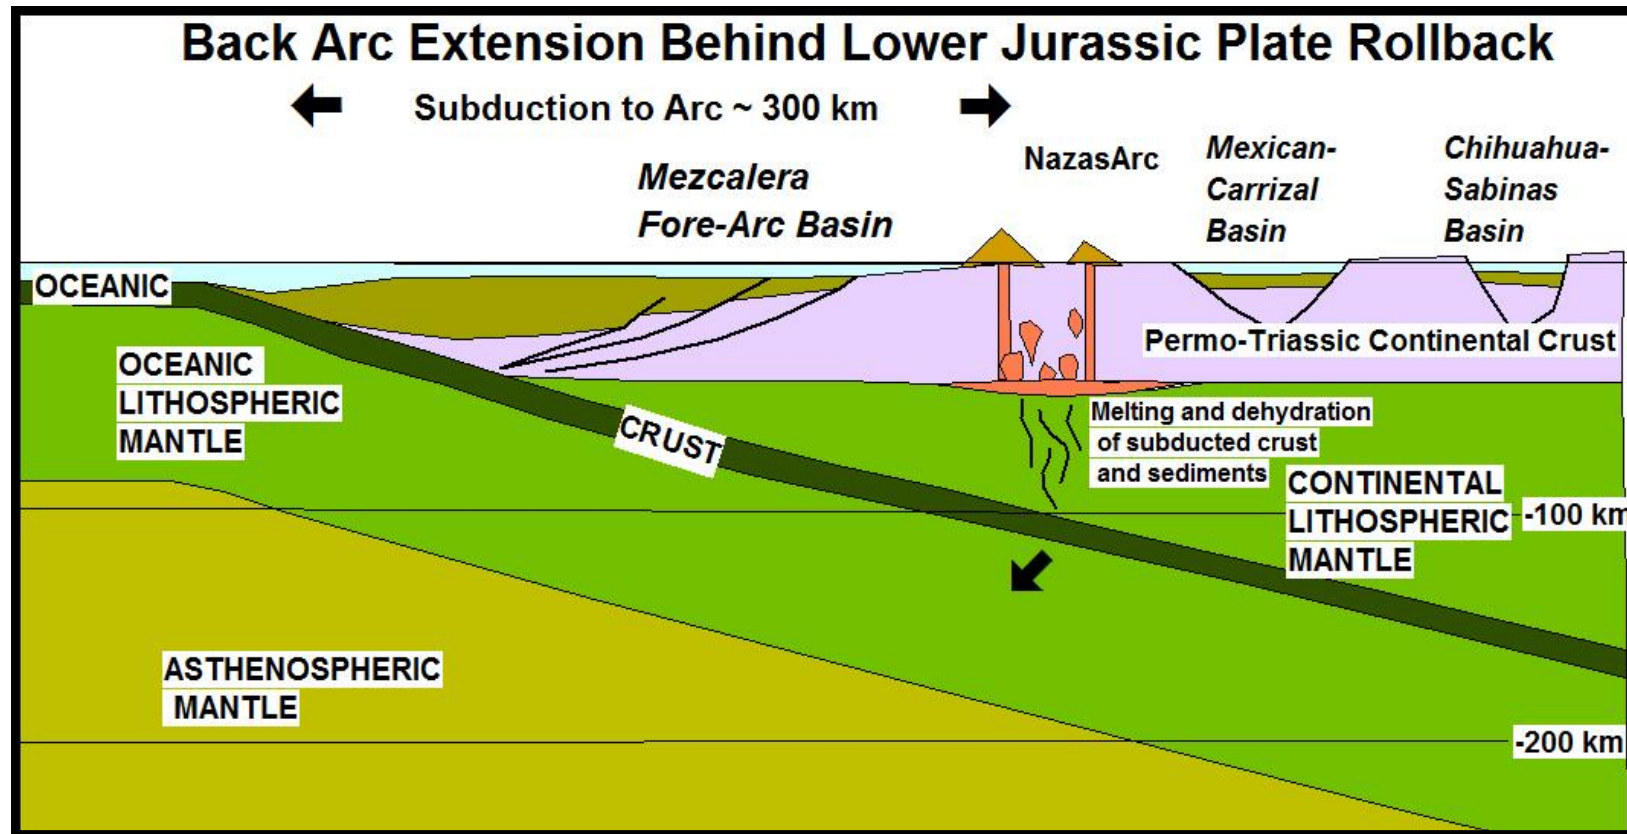 Back Arc Extension Behind Lower Jurassic Plate Rollback
Subduction to Arc ~ 300 km
Mezcalera
Fore-Arc Basin
NazasArc
Mexican-
Carrizal
Basin
Chihuahua-
Sabinas
Basin
OCEANIC
OCEANIC
LITHOSPHERIC
MANTLE
CRUST
Permo-Triassic Continental Crust
Melting and dehydration
of subducted crust
and sediments
CONTINENTAL
LITHOSPHERIC
MANTLE
-100 km
ASTHENOSPHERIC
MANTLE
-200 km